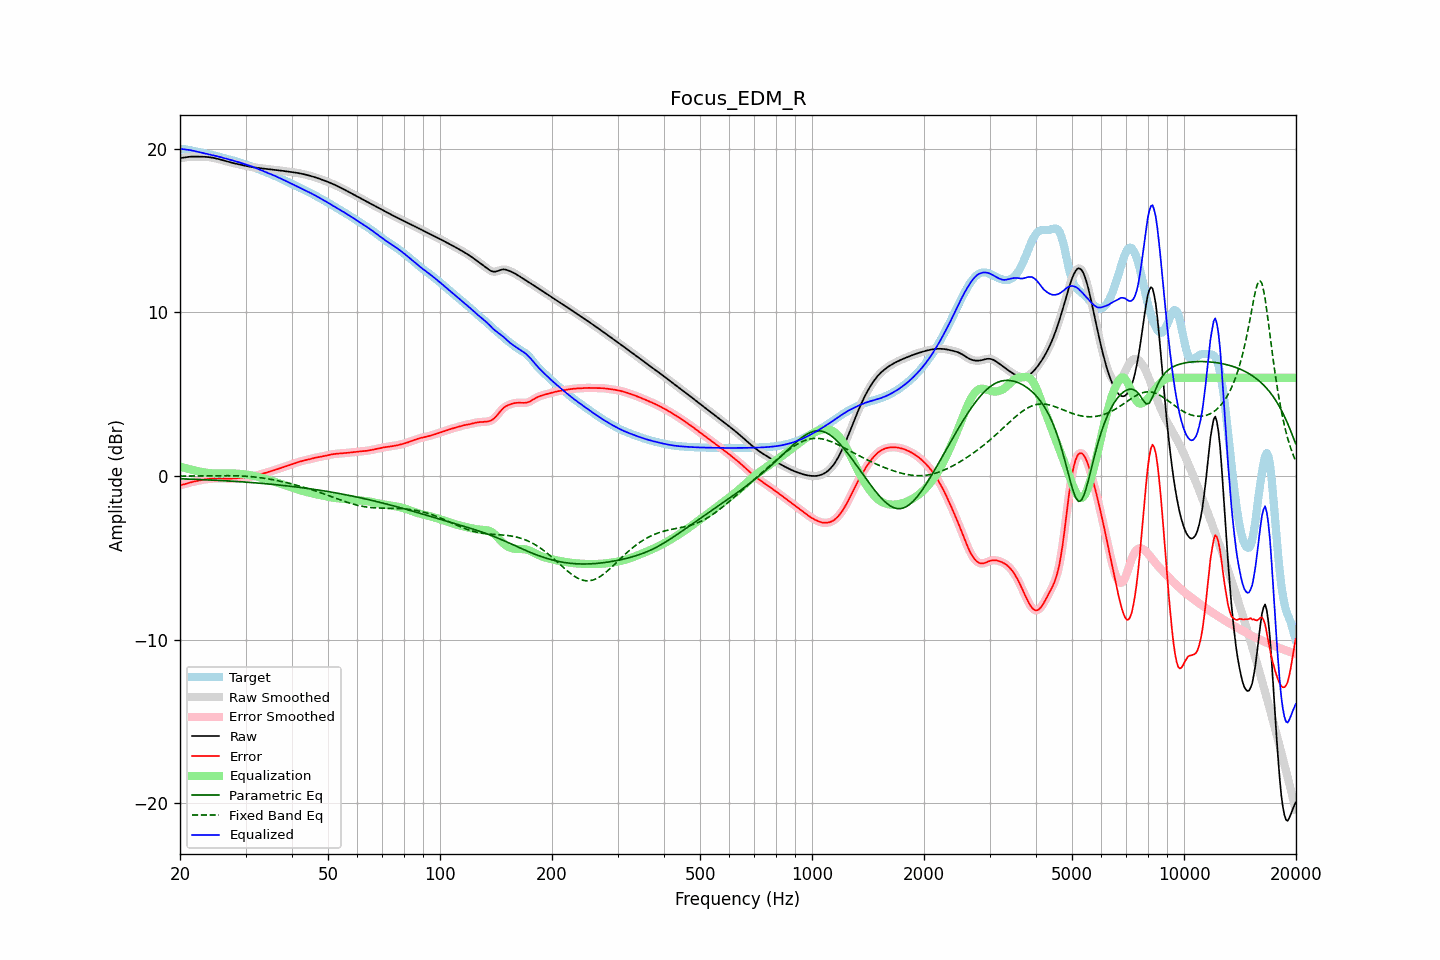 Focus_EDM_R
Amplitude (dBr)
20
10
0
−10
−20
Target
Raw Smoothed
Error Smoothed
Raw
Error
Equalization
Parametric Eq
Fixed Band Eq
Equalized
20 50 100 200 500 1000 2000 5000 10000 20000
Frequency (Hz)